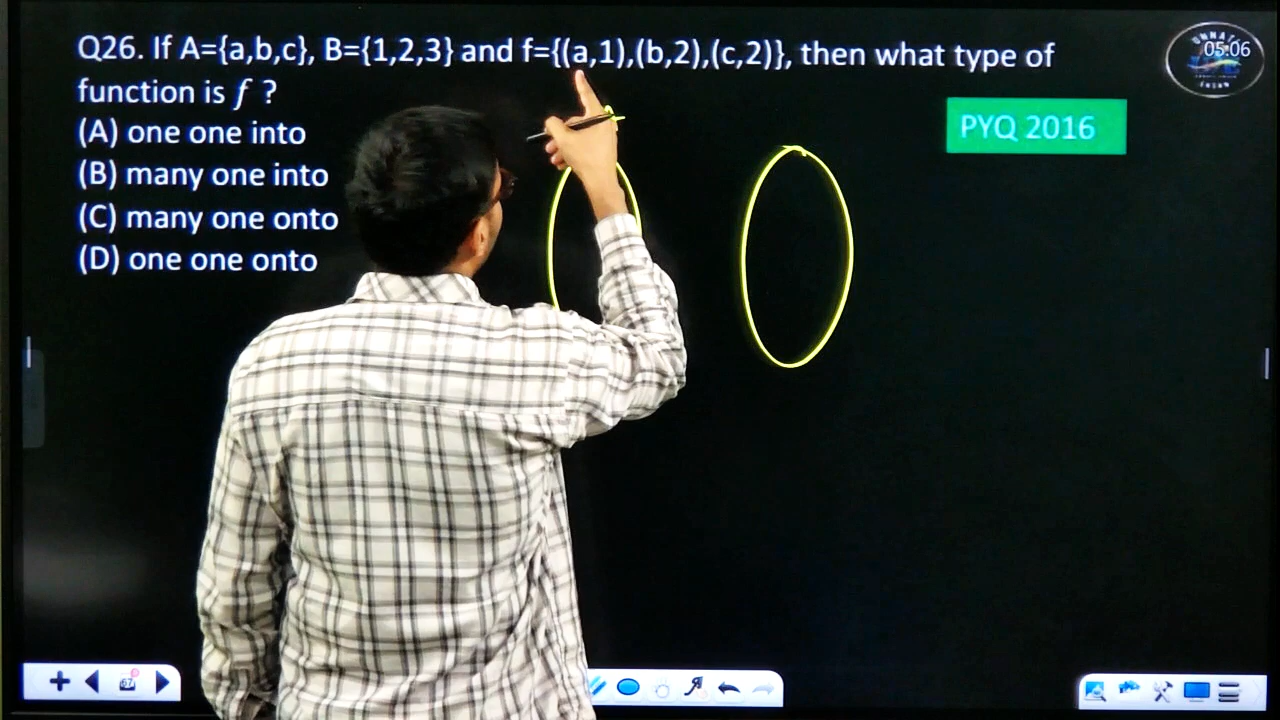 Q26. If A={a,b,c}, B={1,2,3} and f={(a,1),(b,2),(c,2)}, then what type of
function is f ?
(A) one one into
(B) many one into
(C) many one onto
(D) one one onto
PYQ 2016
05:06
67